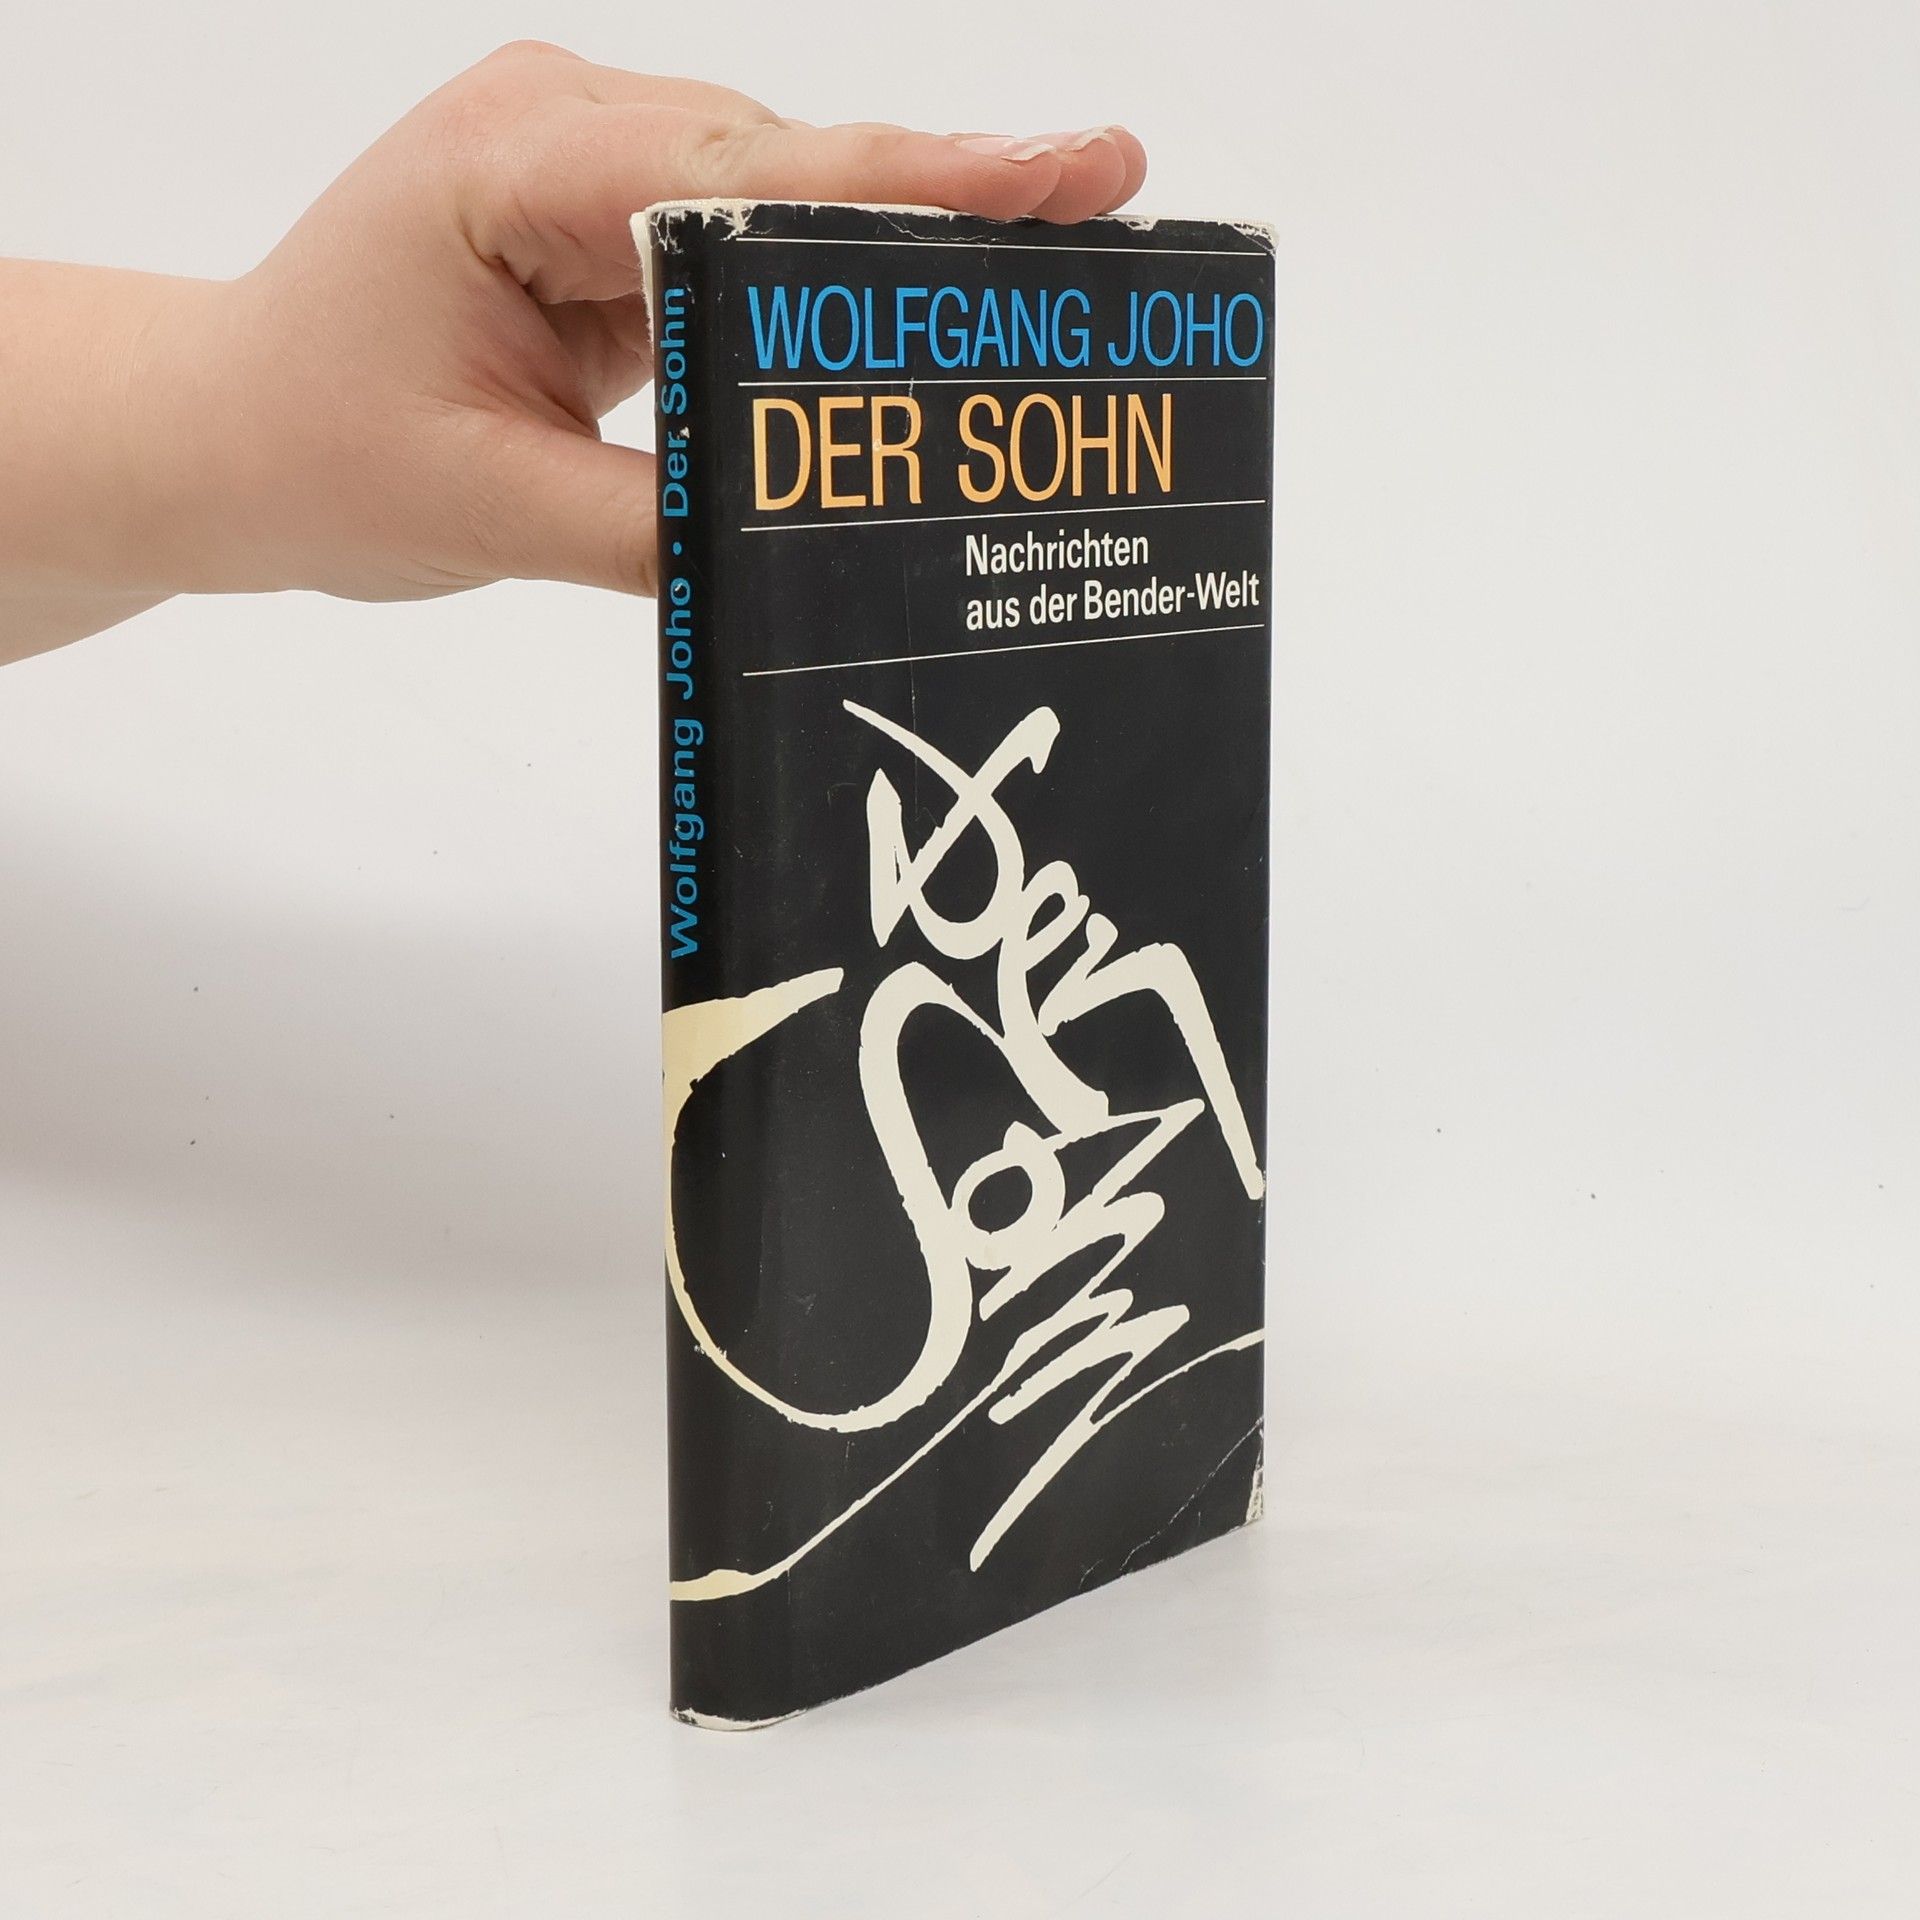 WOLFGANG JOHO
DER SOHN
Nachrichten
aus der Bender-Welt
Der
Sohn
Wolfgang Joho • Der Sohn